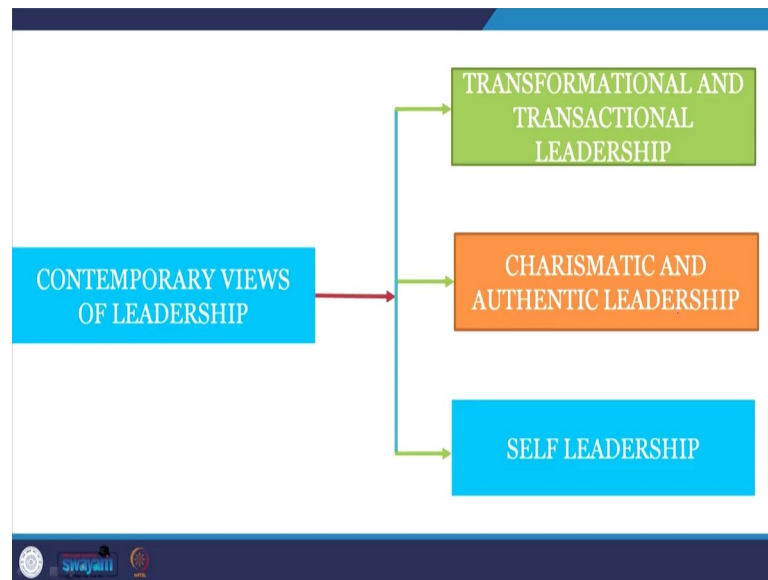 TRANSFORMATIONAL AND
TRANSACTIONAL
LEADERSHIP
CONTEMPORARY VIEWS
OF LEADERSHIP
CHARISMATIC AND
AUTHENTIC LEADERSHIP
SELF LEADERSHIP
swayam